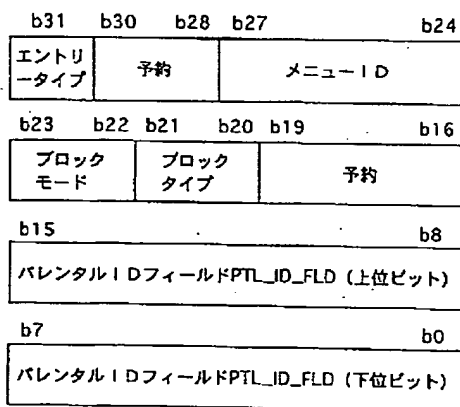 b31 b30 b28 b27 b24
エントリ
ータイプ
予約
メニューID
b23 b22 b21 b20 b19 b16
ブロック
モード
ブロック
タイプ
予約
b15 b8
パレンタルIDフィールドPTL_ID_FLD（上位ビット）
b7 b0
パレンタルIDフィールドPTL_ID_FLD（下位ビット）